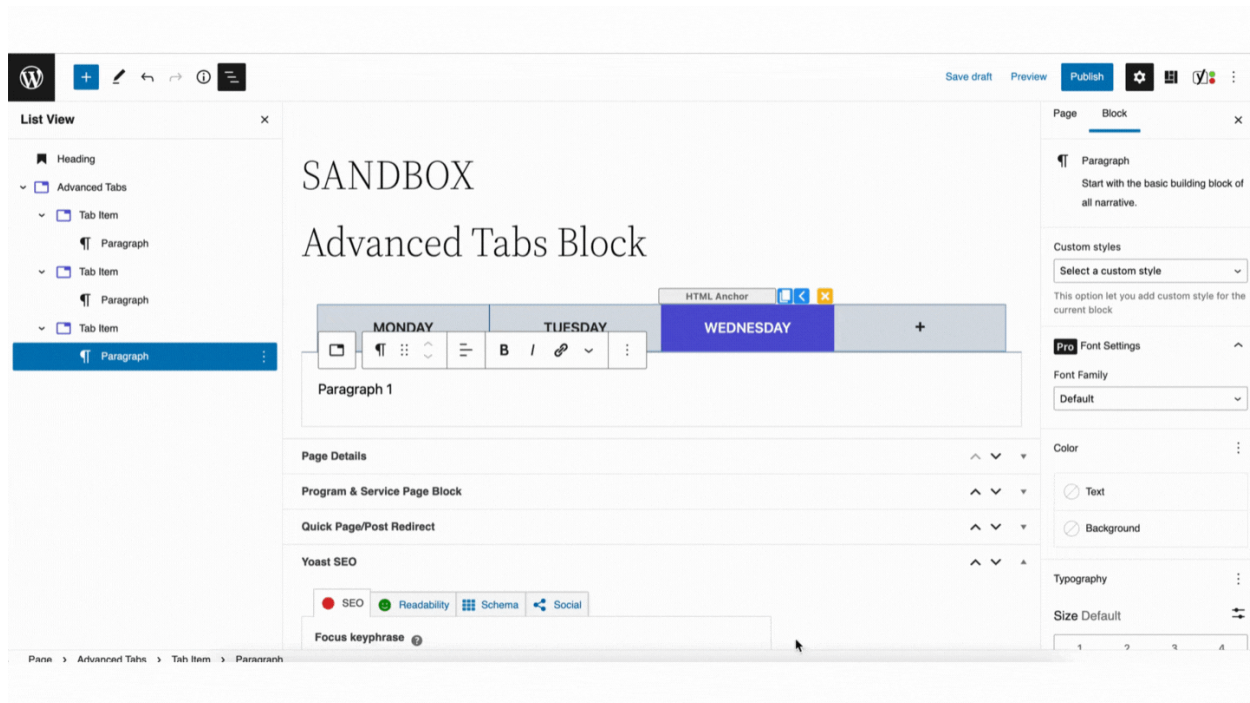 Save draft
Preview
Publish
List View
Heading
Advanced Tabs
Tab Item
Paragraph
Tab Item
Paragraph
Tab Item
Paragraph
SANDBOX
Advanced Tabs Block
HTML Anchor
MONDAY
TUESDAY
WEDNESDAY
+
B
I
Paragraph 1
Page Details
Program & Service Page Block
Quick Page/Post Redirect
Yoast SEO
SEO
Readability
Schema
Social
Focus keyphrase
Page > Advanced Tabs > Tab Item > Paragraph
Page
Block
Paragraph
Start with the basic building block of
all narrative.
Custom styles
Select a custom style
This option let you add custom style for the
current block
Pro Font Settings
Font Family
Default
Color
Text
Background
Typography
Size Default
1 2 3 4